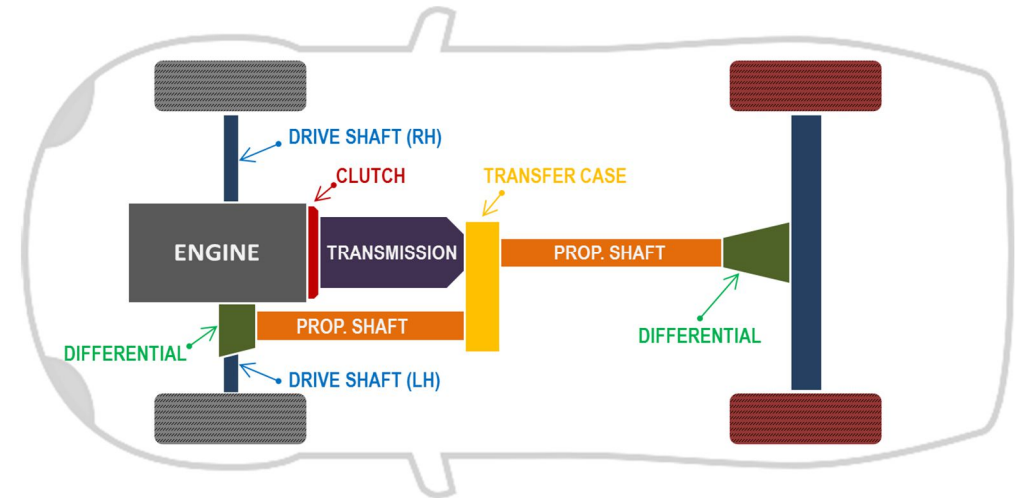 DRIVE SHAFT (RH)
CLUTCH
TRANSFER CASE
ENGINE
TRANSMISSION
PROP. SHAFT
PROP. SHAFT
DIFFERENTIAL
DIFFERENTIAL
DRIVE SHAFT (LH)